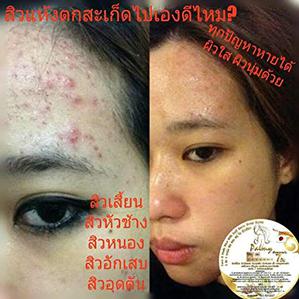 สิวแห้งตกสะเก็ดไปเองดีไหม?
ทุกปัญหาหายได้
ผิวใส ผิวนุ่มด้วย
สิวเสี้ยน
สิวหัวช้าง
สิวหนอง
สิวอักเสบ
สิวอุดตัน